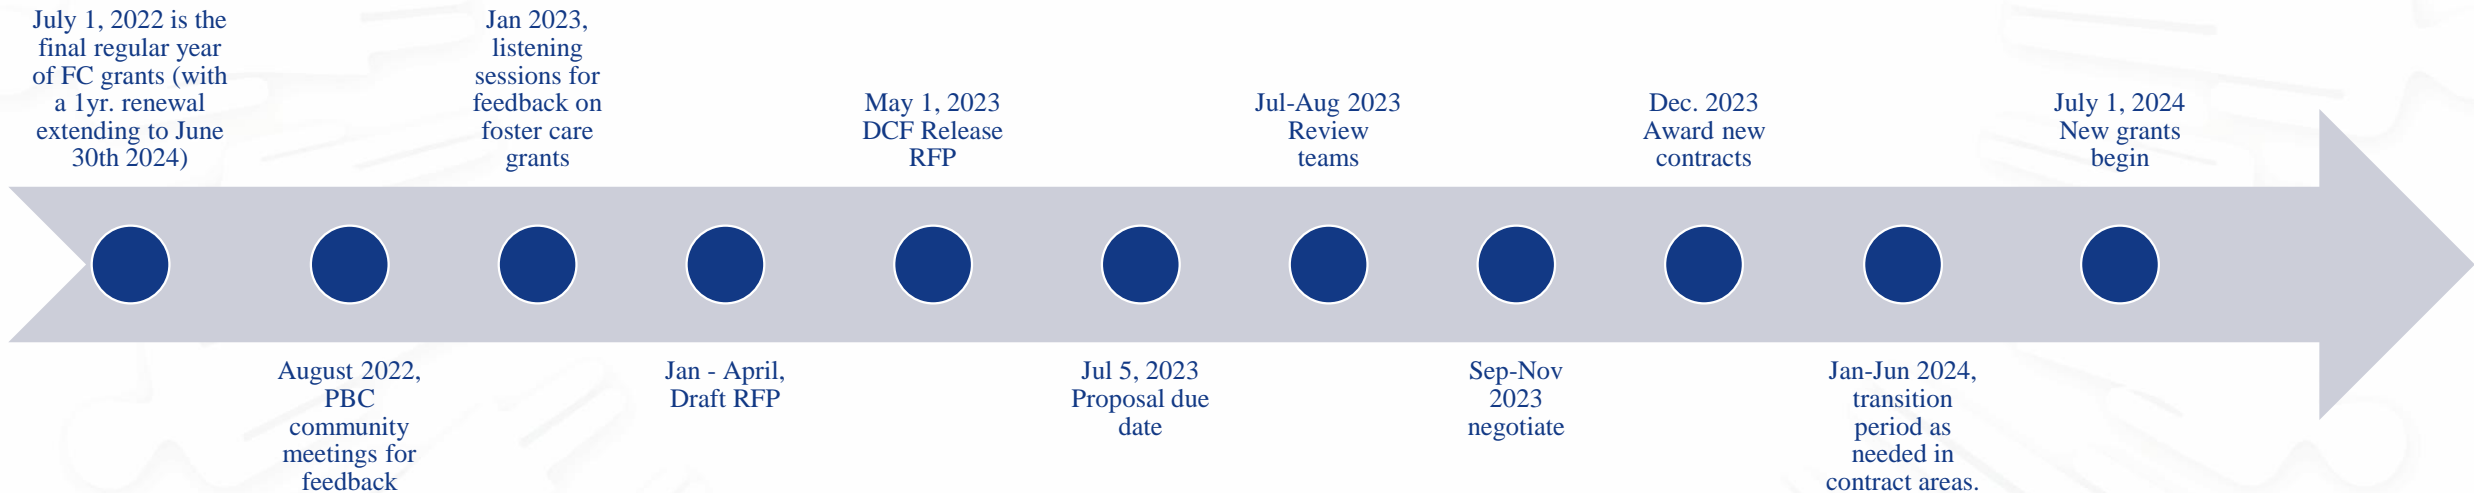 July 1, 2022 is the
final regular year
of FC grants (with
a 1yr. renewal
extending to June
30th 2024)
August 2022,
PBC
community
meetings for
feedback
Jan 2023,
listening
sessions for
feedback on
foster care
grants
Jan - April,
Draft RFP
May 1, 2023
DCF Release
RFP
Jul 5, 2023
Proposal due
date
Jul-Aug 2023
Review
teams
Sep-Nov
2023
negotiate
Dec. 2023
Award new
contracts
Jan-Jun 2024,
transition
period as
needed in
contract areas.
July 1, 2024
New grants
begin